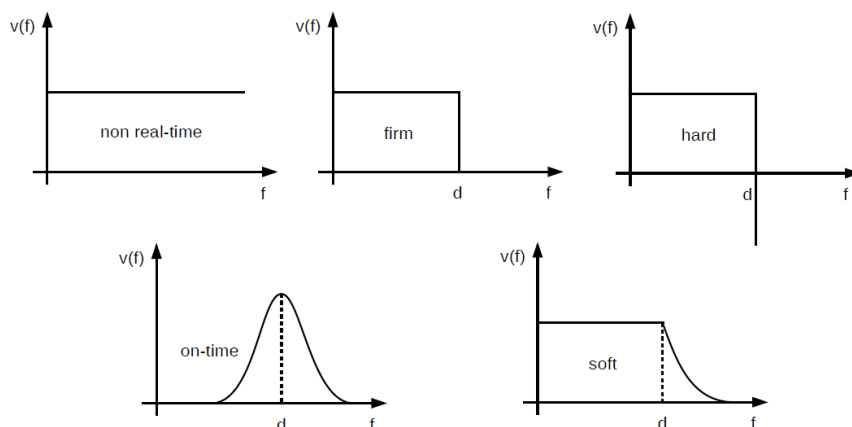 v(f)
non real-time
f
v(f)
firm
d
f
v(f)
hard
d
f
v(f)
on-time
d
f
v(f)
soft
d
f